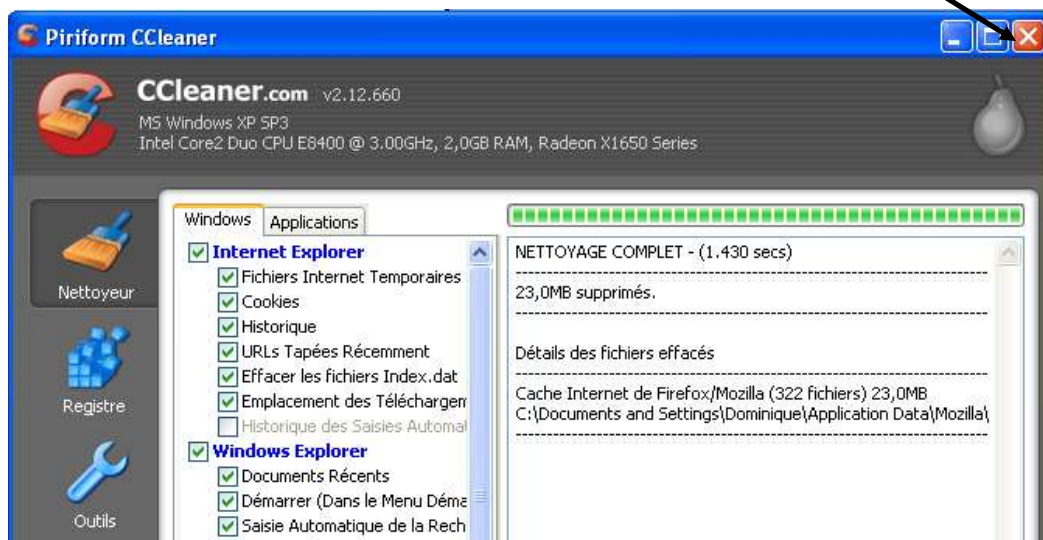 Piriform CCleaner
CCleaner.com v2.12.660
MS Windows XP SP3
Intel Core2 Duo CPU E8400 @ 3.00GHz, 2,0GB RAM, Radeon X1650 Series
Nettoyeur
Registre
Outils
Windows Applications
Internet Explorer
Fichiers Internet Temporaires
Cookies
Historique
URLs Tapées Récemment
Effacer les fichiers Index.dat
Emplacement des Téléchargem
Historique des Saisies Automat
Windows Explorer
Documents Récents
Démarrer (Dans le Menu Déma
Saisie Automatique de la Rech
NETTOYAGE COMPLET - (1.430 secs)
------------------------------------------------------------------------------------------
23,0MB supprimés.
------------------------------------------------------------------------------------------
Détails des fichiers effacés
------------------------------------------------------------------------------------------
Cache Internet de Firefox/Mozilla (322 fichiers) 23,0MB
C:\Documents and Settings\Dominique\Application Data\Mozilla\
------------------------------------------------------------------------------------------